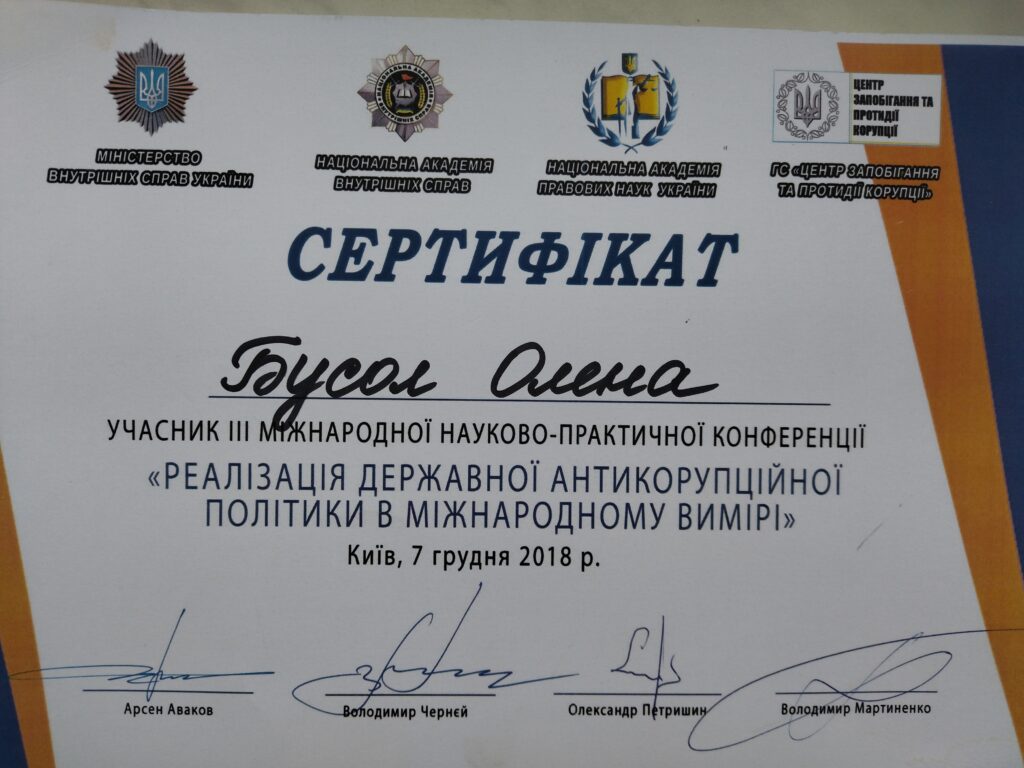 ЦЕНТР
ЗАПОБІГАННЯ ТА
ПРОТИДІЇ
КОРУПЦІЇ
МІНІСТЕРСТВО
ВНУТРІШНІХ СПРАВ УКРАЇНИ
НАЦІОНАЛЬНА АКАДЕМІЯ
ВНУТРІШНІХ СПРАВ
НАЦІОНАЛЬНА АКАДЕМІЯ
ПРАВОВИХ НАУК УКРАЇНИ
ГС «ЦЕНТР ЗАПОБІГАННЯ
ТА ПРОТИДІЇ КОРУПЦІЇ»
СЕРТИФІКАТ
Бусол Олена
УЧАСНИК ІІІ МІЖНАРОДНОЇ НАУКОВО-ПРАКТИЧНОЇ КОНФЕРЕНЦІЇ
«РЕАЛІЗАЦІЯ ДЕРЖАВНОЇ АНТИКОРУПЦІЙНОЇ
ПОЛІТИКИ В МІЖНАРОДНОМУ ВИМІРІ»
Київ, 7 грудня 2018 р.
Арсен Аваков
Володимир Чернєй
Олександр Петришин
Володимир Мартиненко